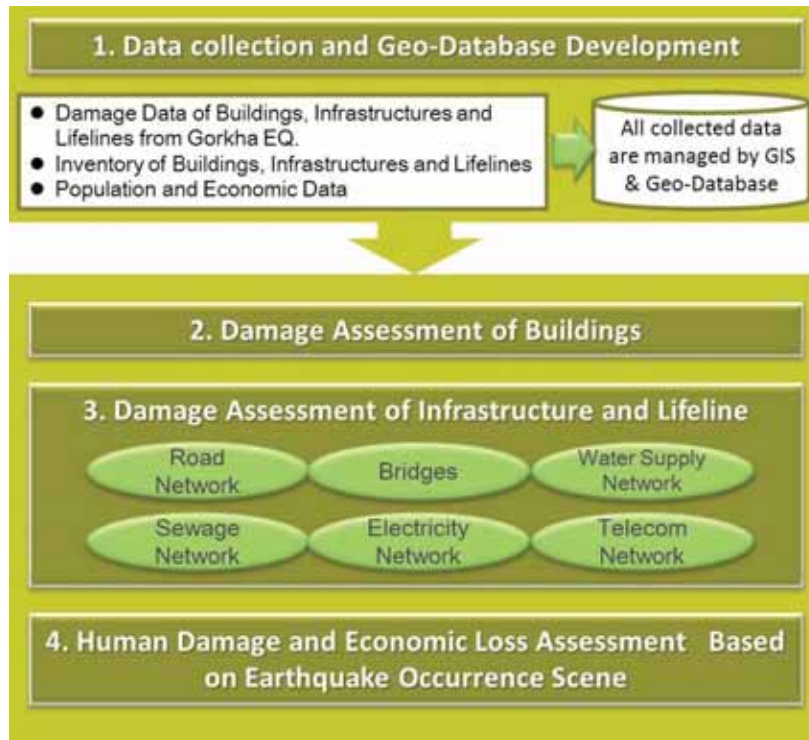 1. Data collection and Geo-Database Development
● Damage Data of Buildings, Infrastructures and
Lifelines from Gorkha EQ.
● Inventory of Buildings, Infrastructures and Lifelines
● Population and Economic Data
All collected data
are managed by GIS
& Geo-Database
2. Damage Assessment of Buildings
3. Damage Assessment of Infrastructure and Lifeline
Road
Network
Bridges
Water Supply
Network
Sewage
Network
Electricity
Network
Telecom
Network
4. Human Damage and Economic Loss Assessment Based
on Earthquake Occurrence Scene